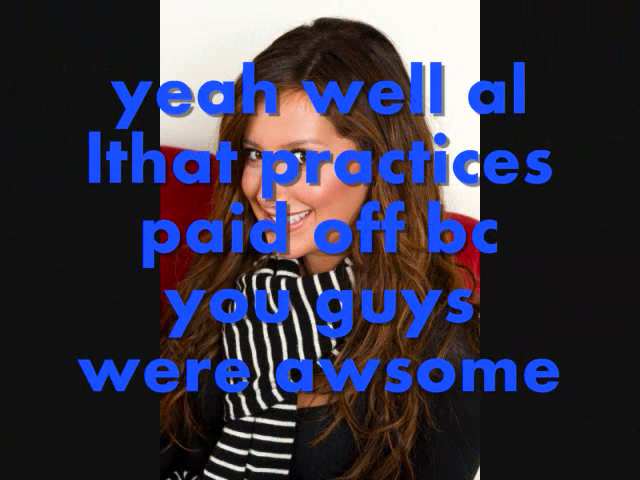 yeah well al
lthat practices
paid off bc
you guys
were awsome